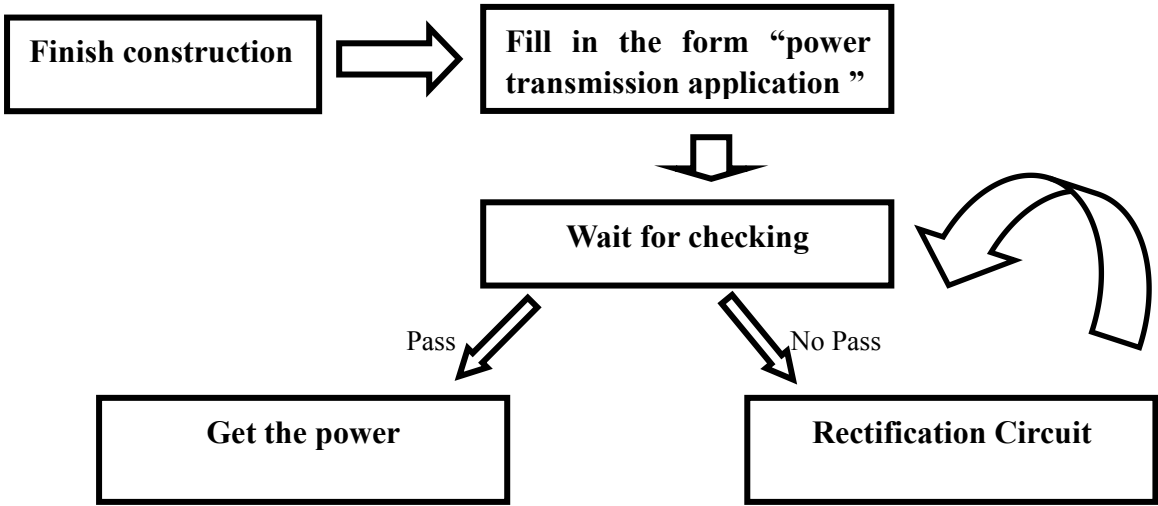 Finish construction
Fill in the form “power
transmission application ”
Wait for checking
Pass
No Pass
Get the power
Rectification Circuit